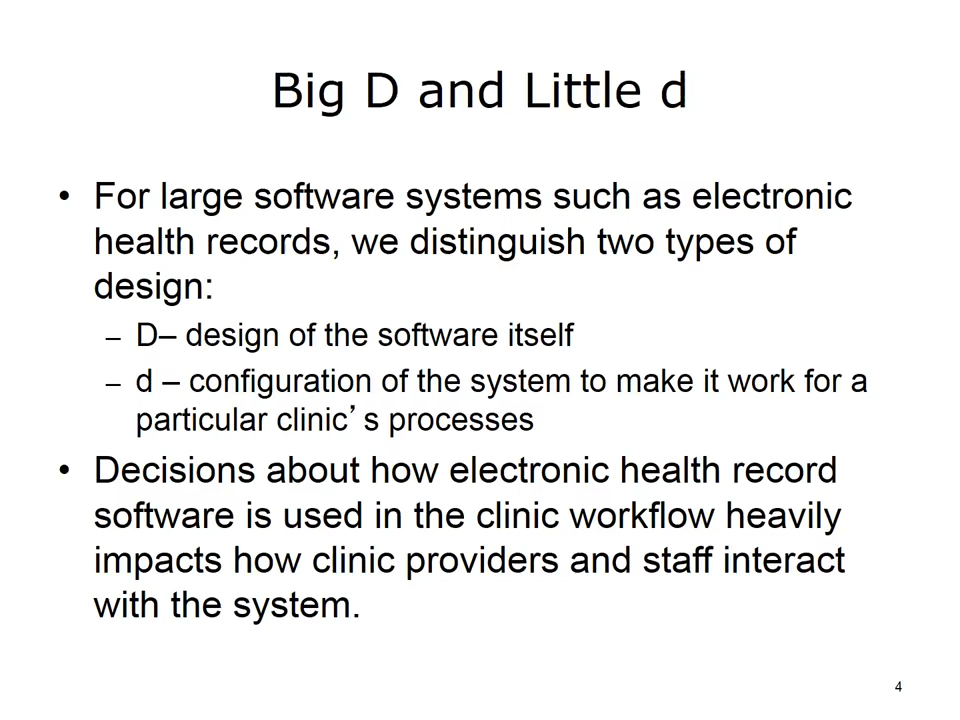 Big D and Little d
• For large software systems such as electronic
health records, we distinguish two types of
design:
– D– design of the software itself
– d – configuration of the system to make it work for a
particular clinic’s processes
• Decisions about how electronic health record
software is used in the clinic workflow heavily
impacts how clinic providers and staff interact
with the system.
4